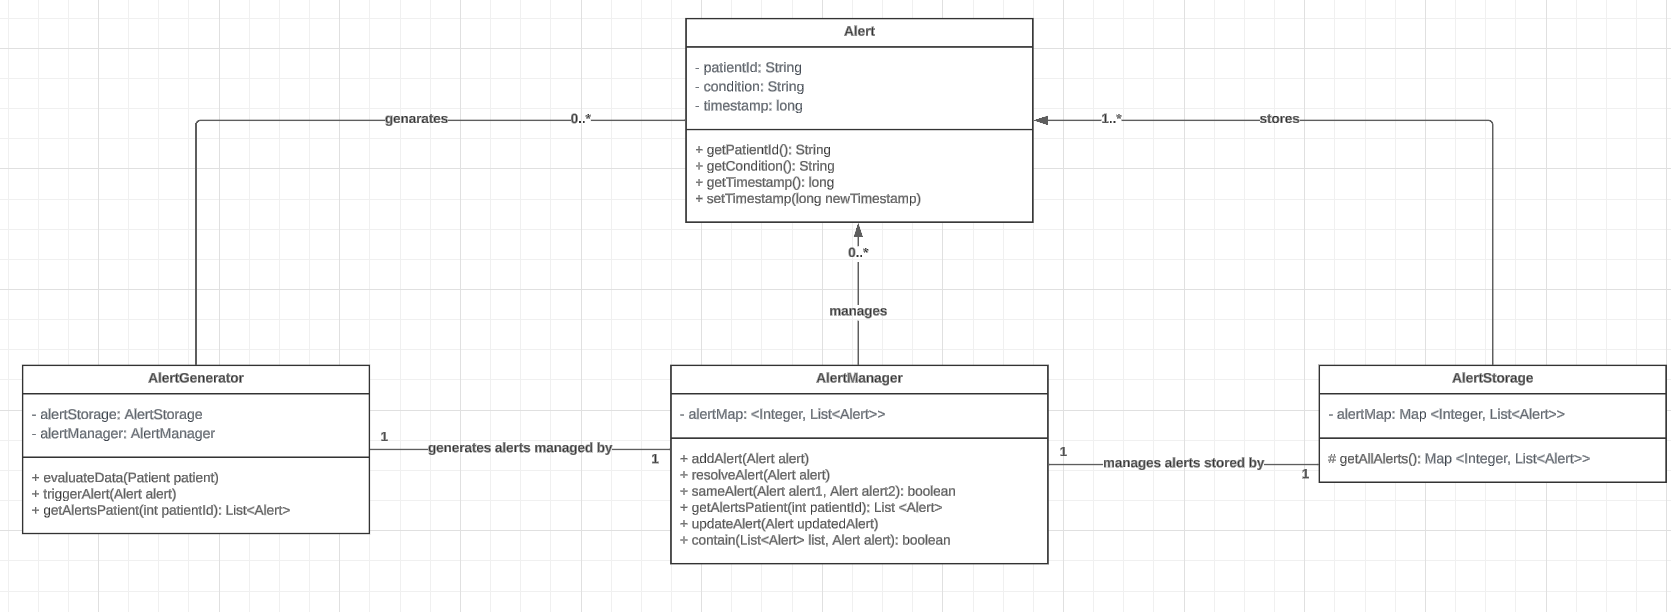 Alert
- patientId: String
- condition: String
- timestamp: long
+ getPatientId(): String
+ getCondition(): String
+ getTimestamp(): long
+ setTimestamp(long newTimestamp)
genarates
0..*
1..*
stores
0..*
manages
AlertGenerator
- alertStorage: AlertStorage
- alertManager: AlertManager
+ evaluateData(Patient patient)
+ triggerAlert(Alert alert)
+ getAlertsPatient(int patientId): List<Alert>
1
generates alerts managed by
1
AlertManager
- alertMap: <Integer, List<Alert>>
+ addAlert(Alert alert)
+ resolveAlert(Alert alert)
+ sameAlert(Alert alert1, Alert alert2): boolean
+ getAlertsPatient(int patientId): List <Alert>
+ updateAlert(Alert updatedAlert)
+ contain(List<Alert> list, Alert alert): boolean
1
manages alerts stored by
1
AlertStorage
- alertMap: Map <Integer, List<Alert>>
# getAllAlerts(): Map <Integer, List<Alert>>